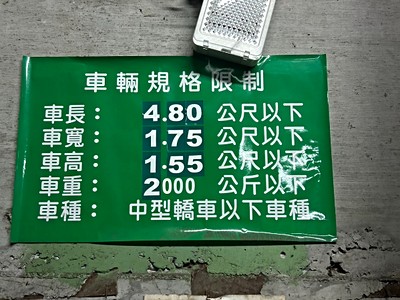 車輛規格限制
車長： 4.80 公尺以下
車寬： 1.75 公尺以下
車高： 1.55 公尺以下
車重： 2000 公斤以下
車種： 中型轎車以下車種